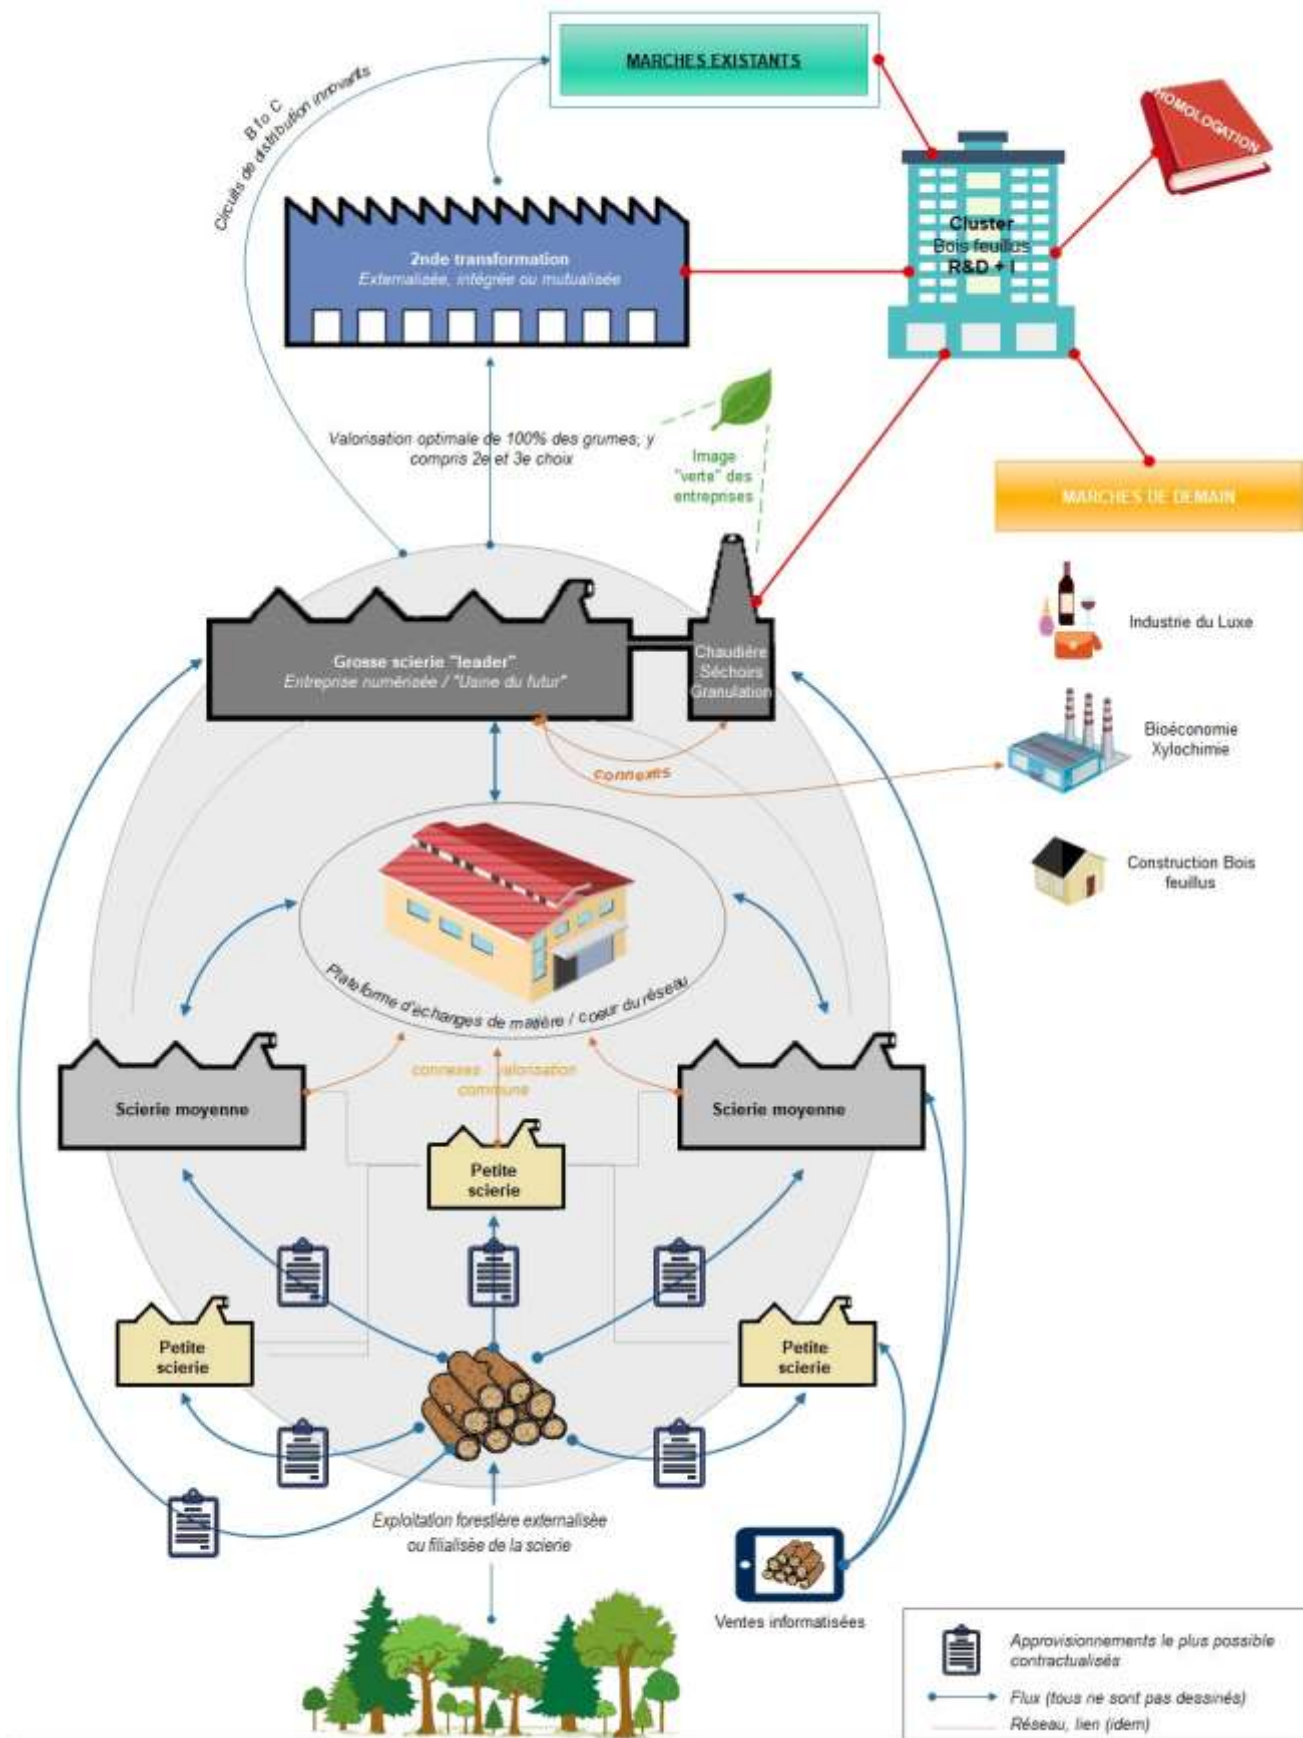 MARCHES EXISTANTS
B to C
Circuits de distribution innovants
HOMOLOGATION
Cluster
Bois feuillus
R&D + I
2nde transformation
Externalisée, intégrée ou mutualisée
Valorisation optimale de 100% des grumes, y
compris 2e et 3e choix
Image
"verte" des
entreprises
MARCHES DE DEMAIN
Industrie du Luxe
Grosse scierie "leader"
Entreprise numérisée / "Usine du futur"
Chaudière
Séchoirs
Granulation
Bioéconomie
Xylochimie
connexes
Construction Bois
feuillus
Plateforme d'echanges de matière / coeur du réseau
connexes valorisation
commune
Scierie moyenne
Scierie moyenne
Petite
scierie
Petite
scierie
Petite
scierie
Exploitation forestière externalisée
ou filialisée de la scierie
Ventes informatisées
Approvisionnements le plus possible
contractualisés
Flux (tous ne sont pas dessinés)
Réseau, lien (idem)